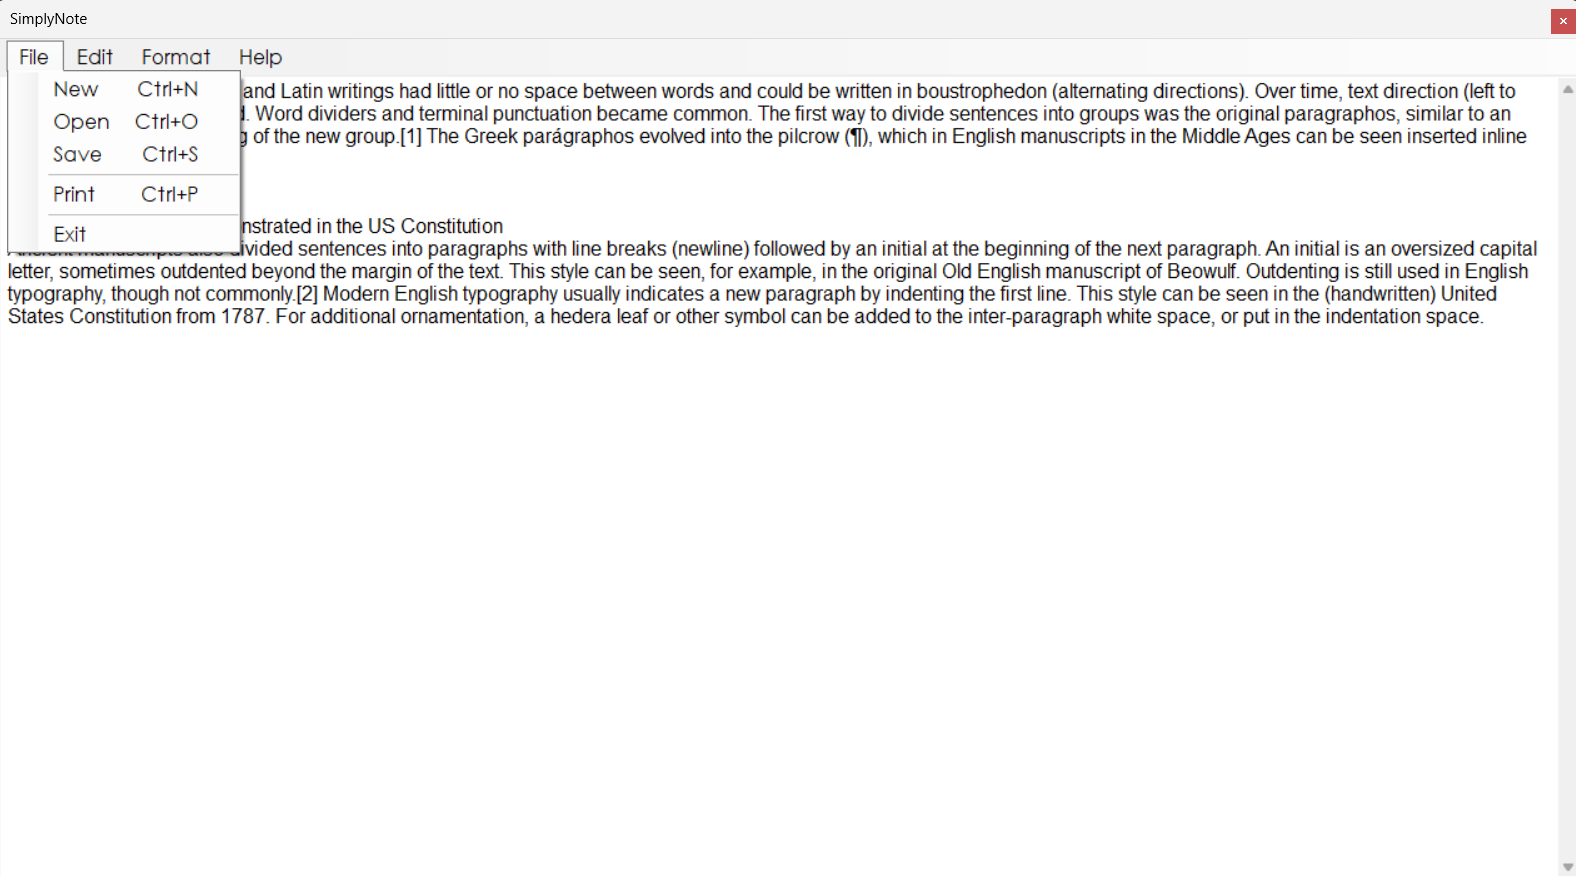 SimplyNote
File Edit Format Help
New Ctrl+N
Open Ctrl+O
Save Ctrl+S
Print Ctrl+P
Exit
and Latin writings had little or no space between words and could be written in boustrophedon (alternating directions). Over time, text direction (left to
. Word dividers and terminal punctuation became common. The first way to divide sentences into groups was the original paragraphos, similar to an
of the new group.[1] The Greek parágraphos evolved into the pilcrow (¶), which in English manuscripts in the Middle Ages can be seen inserted inline
nstrated in the US Constitution
ivided sentences into paragraphs with line breaks (newline) followed by an initial at the beginning of the next paragraph. An initial is an oversized capital
letter, sometimes outdented beyond the margin of the text. This style can be seen, for example, in the original Old English manuscript of Beowulf. Outdenting is still used in English
typography, though not commonly.[2] Modern English typography usually indicates a new paragraph by indenting the first line. This style can be seen in the (handwritten) United
States Constitution from 1787. For additional ornamentation, a hedera leaf or other symbol can be added to the inter-paragraph white space, or put in the indentation space.